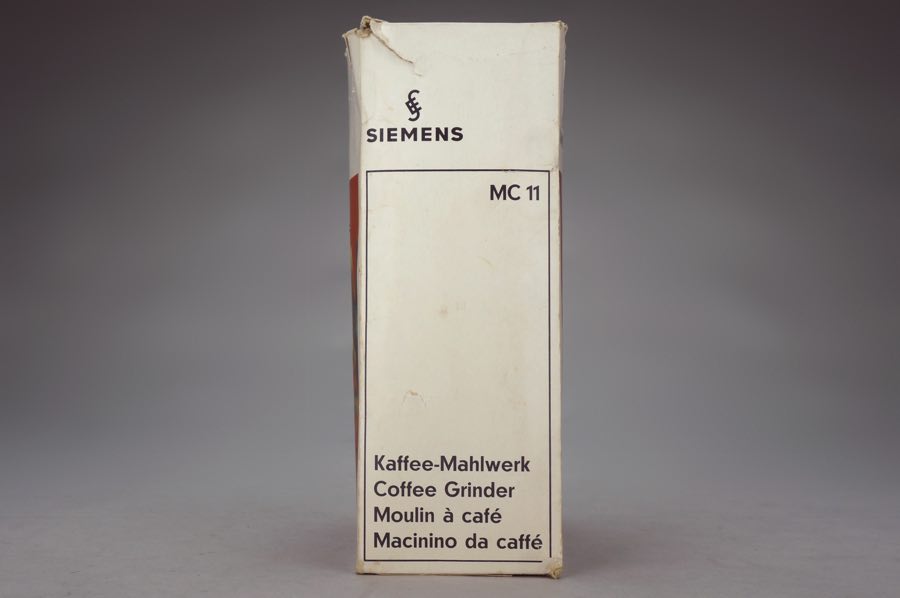 SIEMENS
MC 11
Kaffee-Mahlwerk
Coffee Grinder
Moulin à café
Macinino da caffé